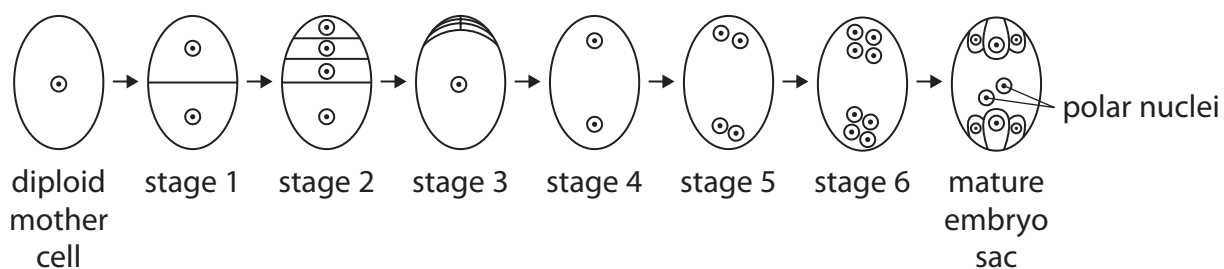 polar nuclei
diploid mother cell
stage 1
stage 2
stage 3
stage 4
stage 5
stage 6
mature embryo sac